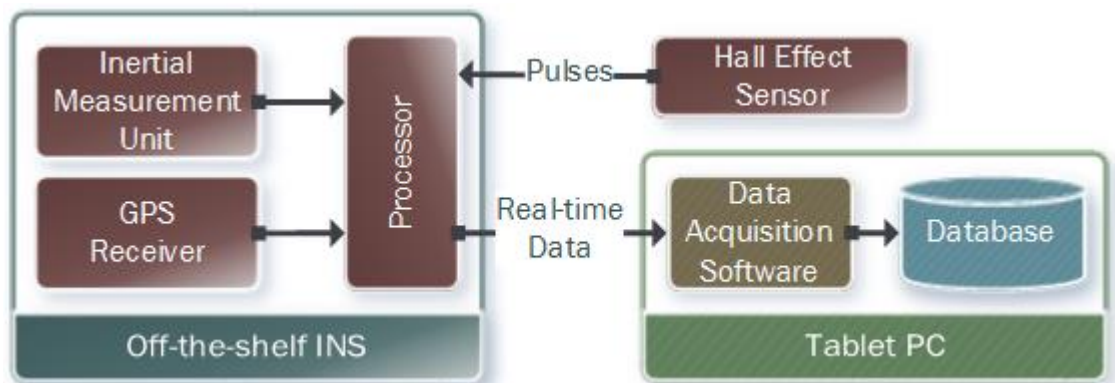 Inertial
Measurement
Unit
GPS
Receiver
Processor
Off-the-shelf INS
Pulses
Hall Effect
Sensor
Real-time
Data
Data
Acquisition
Software
Database
Tablet PC